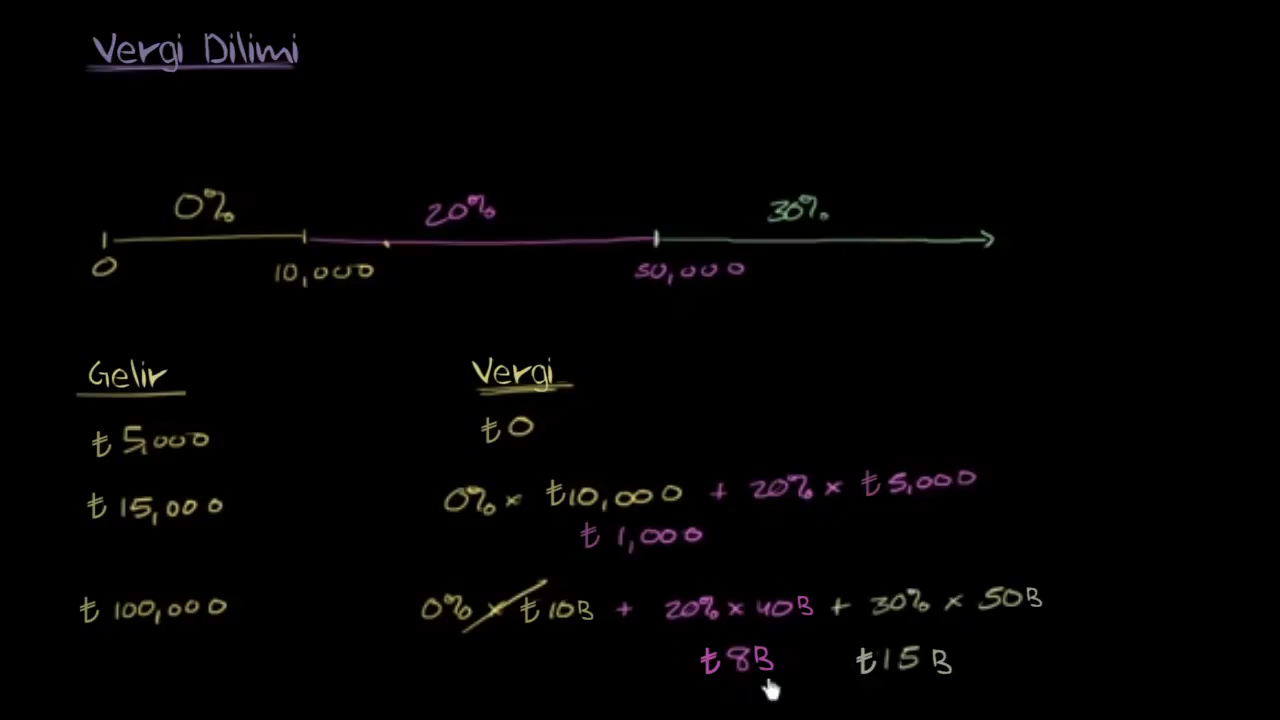 Vergi Dilimi
0% 20% 30%
0 10,000 50,000
Gelir Vergi
₺ 5,000 ₺ 0
₺ 15,000 0% × ₺10,000 + 20% × ₺5,000
₺ 1,000
₺ 100,000 0% × ₺10B + 20% × 40B + 30% × 50B
₺8B ₺15B